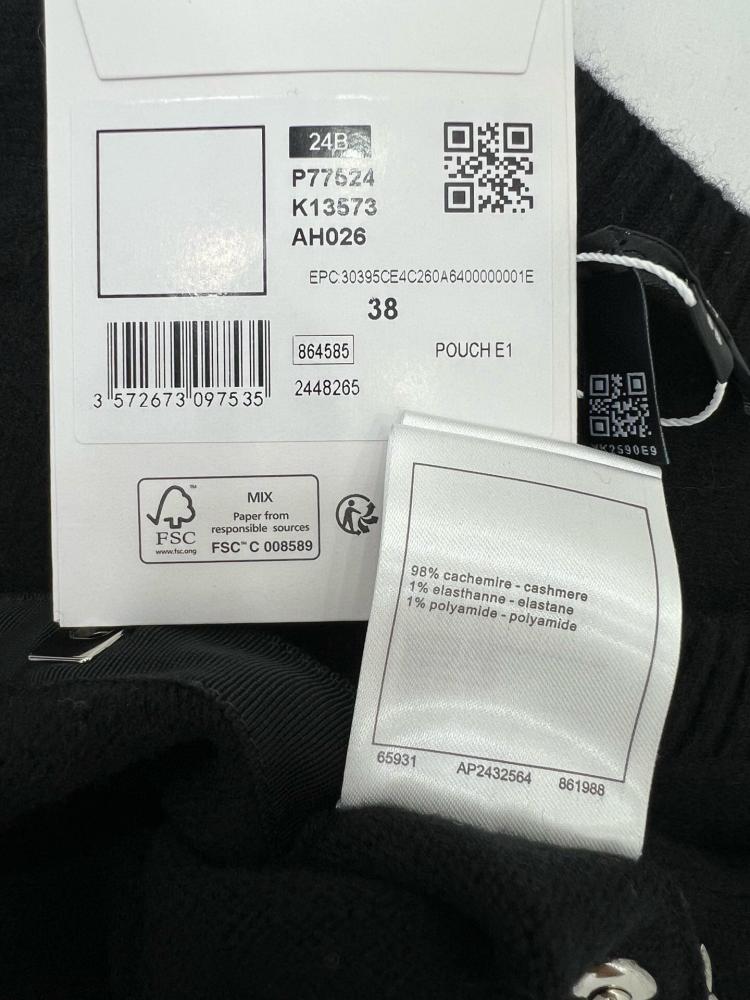 24B
P77524
K13573
AH026
EPC:30395CE4C260A6400000001E
38
864585
POUCH E1
2448265
3 572673 097535
FSC™
www.fsc.org
MIX
Paper from
responsible sources
FSC™ C 008589
98% cachemire - cashmere
1% elasthanne - elastane
1% polyamide - polyamide
65931 AP2432564 861988